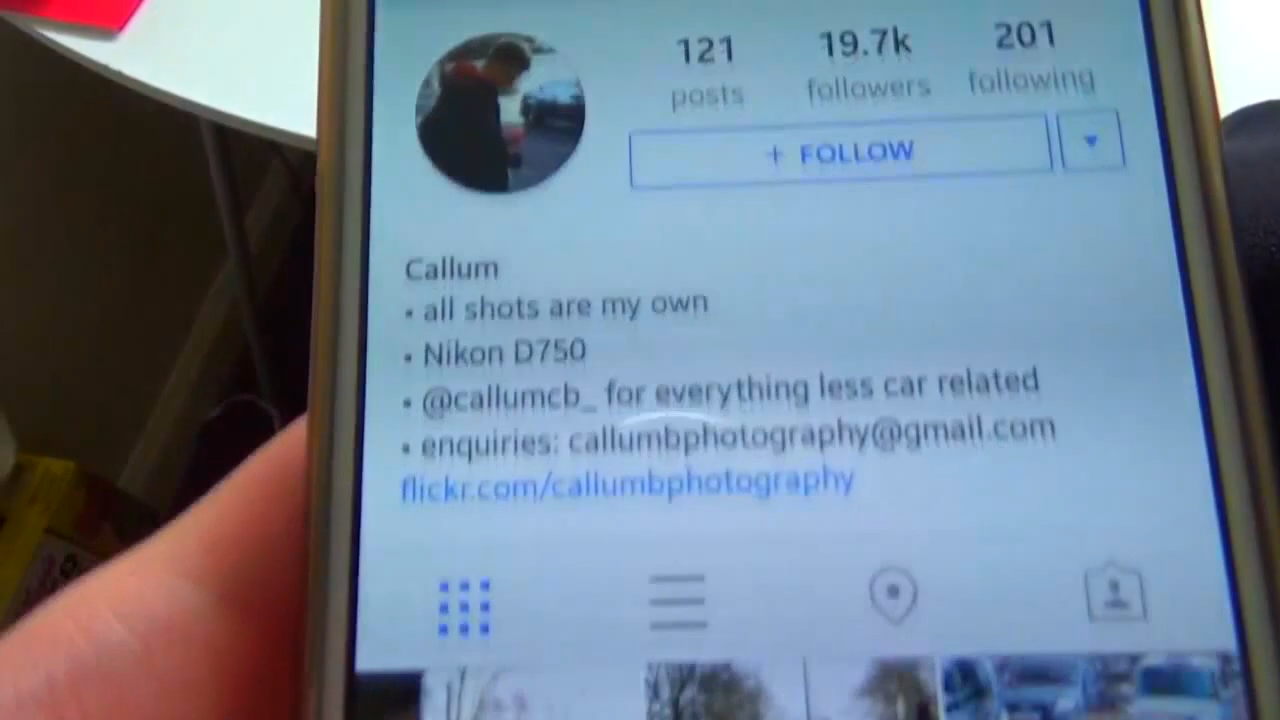 121 19.7k 201
posts followers following
+ FOLLOW
Callum
• all shots are my own
• Nikon D750
• @callumcb_ for everything less car related
• enquiries: callumbphotography@gmail.com
flickr.com/callumbphotography